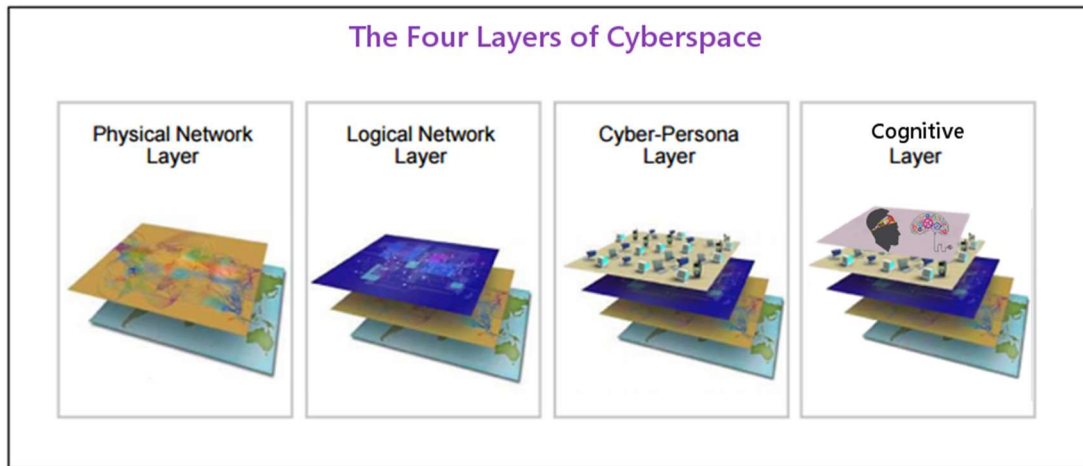 The Four Layers of Cyberspace
Physical Network
Layer
Logical Network
Layer
Cyber-Persona
Layer
Cognitive
Layer